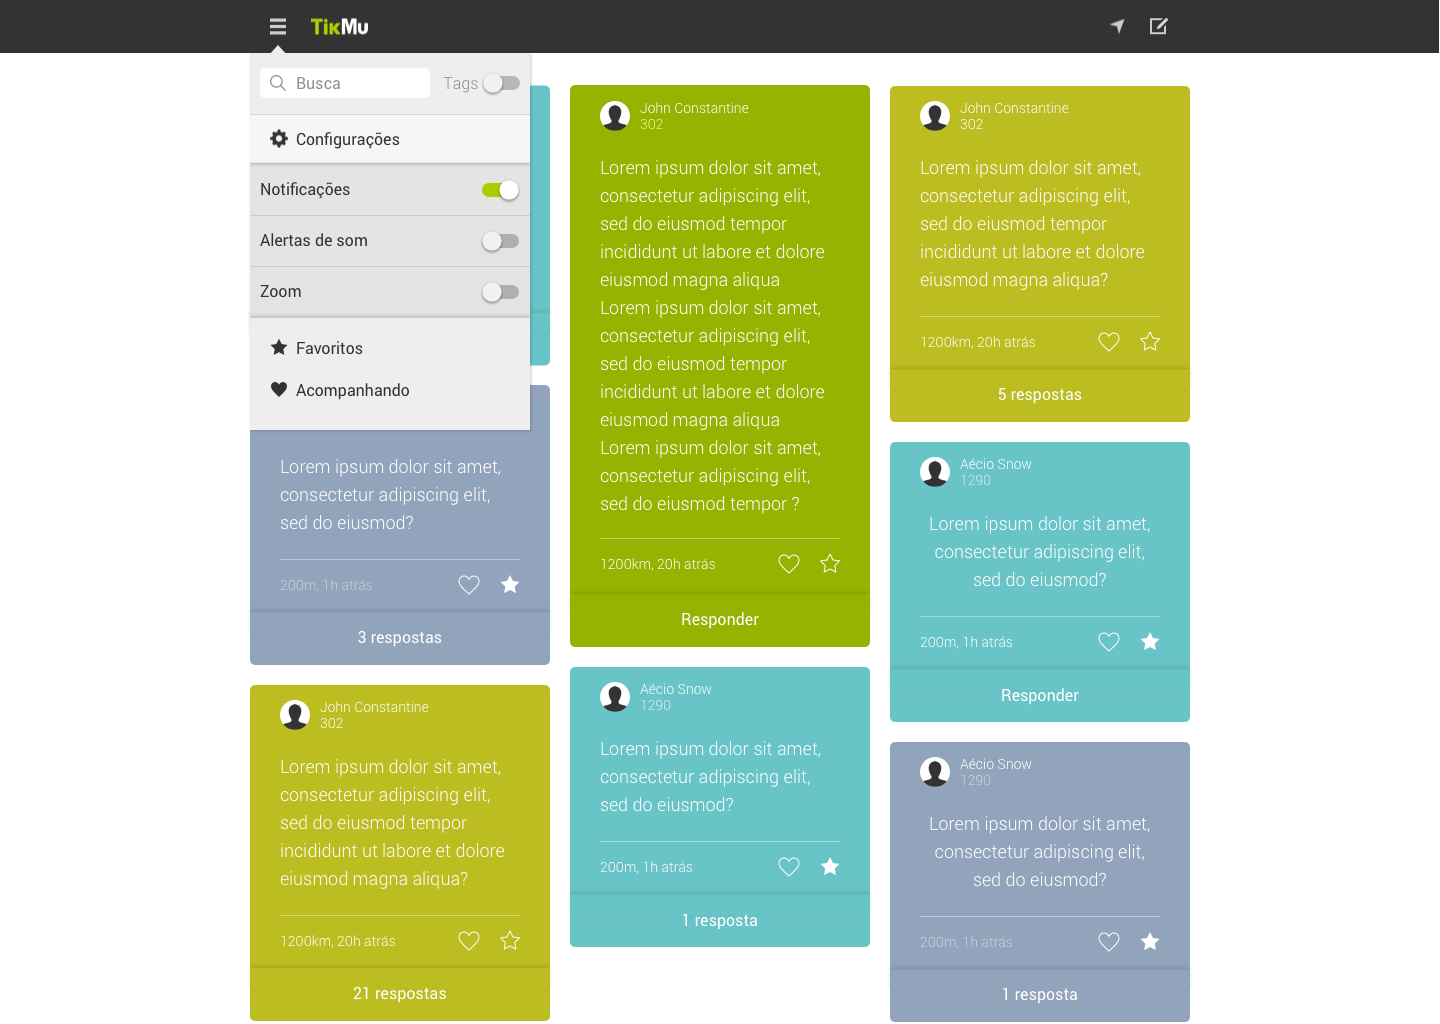 TikMu
Busca
Tags
Configurações
Notificações
Alertas de som
Zoom
Favoritos
Acompanhando
Lorem ipsum dolor sit amet,
consectetur adipiscing elit,
sed do eiusmod?
200m, 1h atrás
3 respostas
John Constantine
302
Lorem ipsum dolor sit amet,
consectetur adipiscing elit,
sed do eiusmod tempor
incididunt ut labore et dolore
eiusmod magna aliqua?
1200km, 20h atrás
21 respostas
John Constantine
302
Lorem ipsum dolor sit amet,
consectetur adipiscing elit,
sed do eiusmod tempor
incididunt ut labore et dolore
eiusmod magna aliqua
Lorem ipsum dolor sit amet,
consectetur adipiscing elit,
sed do eiusmod tempor
incididunt ut labore et dolore
eiusmod magna aliqua
Lorem ipsum dolor sit amet,
consectetur adipiscing elit,
sed do eiusmod tempor ?
1200km, 20h atrás
Responder
Aécio Snow
1290
Lorem ipsum dolor sit amet,
consectetur adipiscing elit,
sed do eiusmod?
200m, 1h atrás
1 resposta
John Constantine
302
Lorem ipsum dolor sit amet,
consectetur adipiscing elit,
sed do eiusmod tempor
incididunt ut labore et dolore
eiusmod magna aliqua?
1200km, 20h atrás
5 respostas
Aécio Snow
1290
Lorem ipsum dolor sit amet,
consectetur adipiscing elit,
sed do eiusmod?
200m, 1h atrás
Responder
Aécio Snow
1290
Lorem ipsum dolor sit amet,
consectetur adipiscing elit,
sed do eiusmod?
200m, 1h atrás
1 resposta